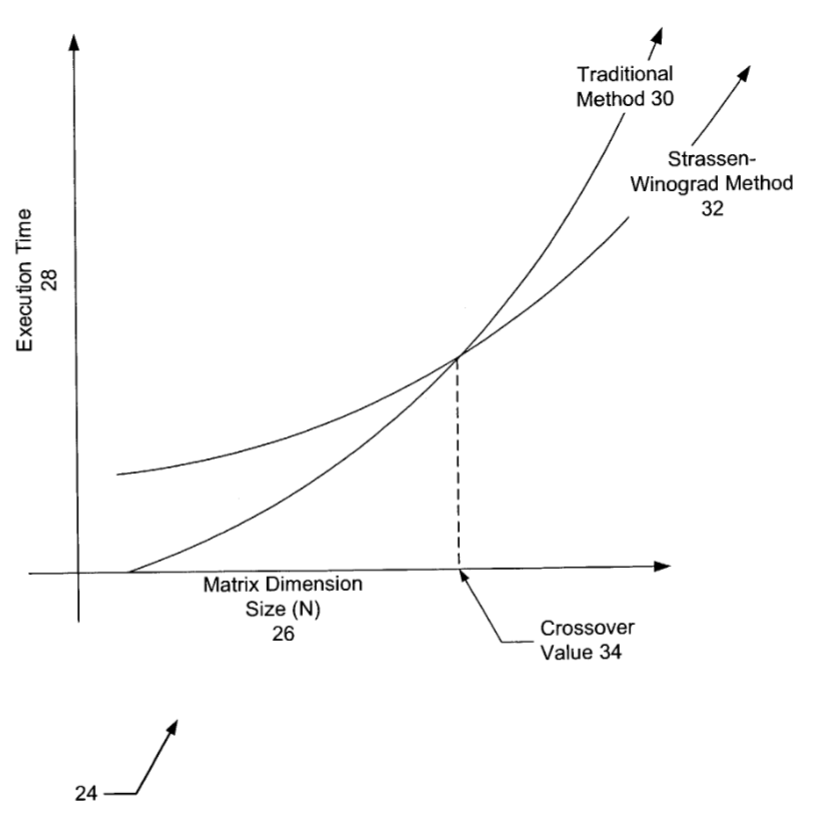 Traditional
Method 30
Strassen-
Winograd Method
32
Execution Time
28
Matrix Dimension
Size (N)
26
Crossover
Value 34
24